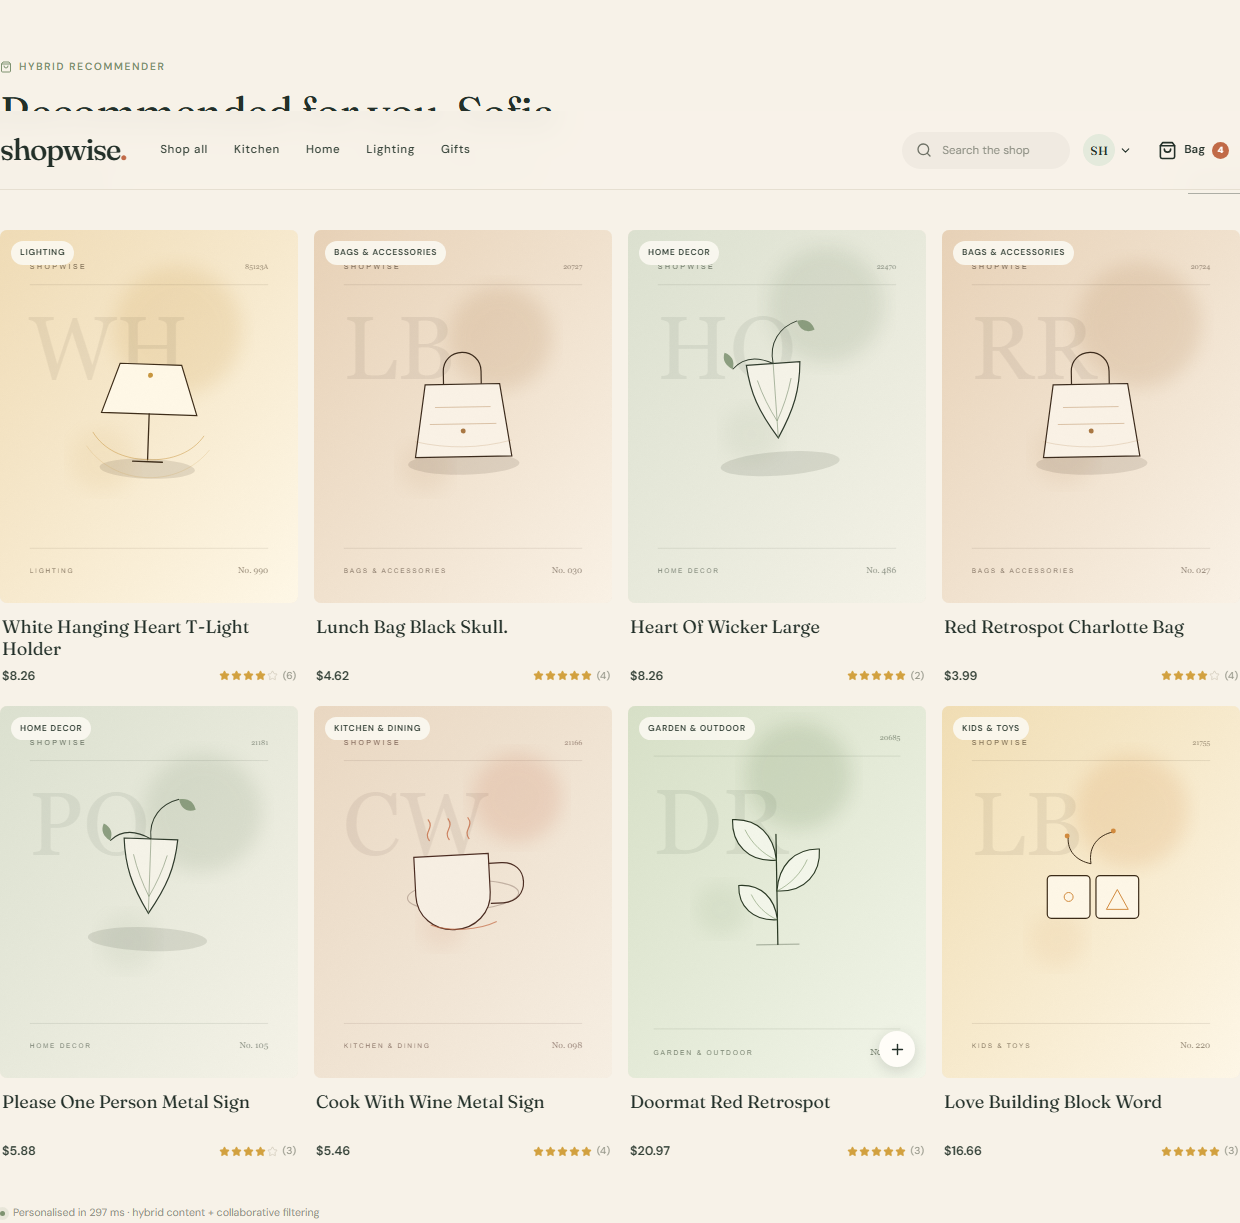 HYBRID RECOMMENDER
Recommended for you, Sofia
shopwise.
Shop all Kitchen Home Lighting Gifts
Search the shop
SH
Bag 4
LIGHTING
SHOPWISE 85123A
WH
LIGHTING No. 990
White Hanging Heart T-Light
Holder
$8.26 (6)
BAGS & ACCESSORIES
SHOPWISE 20727
LB
BAGS & ACCESSORIES No. 030
Lunch Bag Black Skull.
$4.62 (4)
HOME DECOR
SHOPWISE 22470
HO
HOME DECOR No. 486
Heart Of Wicker Large
$8.26 (2)
BAGS & ACCESSORIES
SHOPWISE 20724
RR
BAGS & ACCESSORIES No. 027
Red Retrospot Charlotte Bag
$3.99 (4)
HOME DECOR
SHOPWISE 21181
PO
HOME DECOR No. 105
Please One Person Metal Sign
$5.88 (3)
KITCHEN & DINING
SHOPWISE 21166
CW
KITCHEN & DINING No. 098
Cook With Wine Metal Sign
$5.46 (4)
GARDEN & OUTDOOR
20685
DR
GARDEN & OUTDOOR
Doormat Red Retrospot
$20.97 (3)
KIDS & TOYS
SHOPWISE 21755
LB
KIDS & TOYS No. 220
Love Building Block Word
$16.66 (3)
Personalised in 297 ms · hybrid content + collaborative filtering